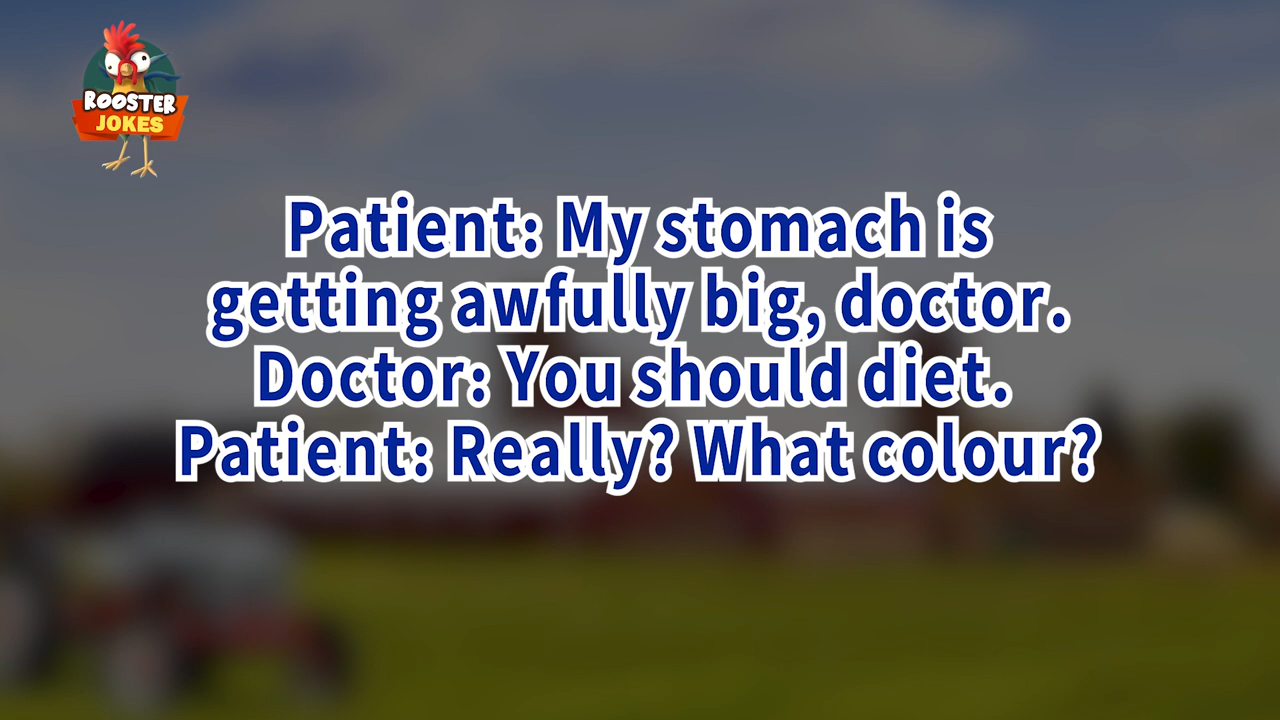 ROOSTER
JOKES
Patient: My stomach is
getting awfully big, doctor.
Doctor: You should diet.
Patient: Really? What colour?